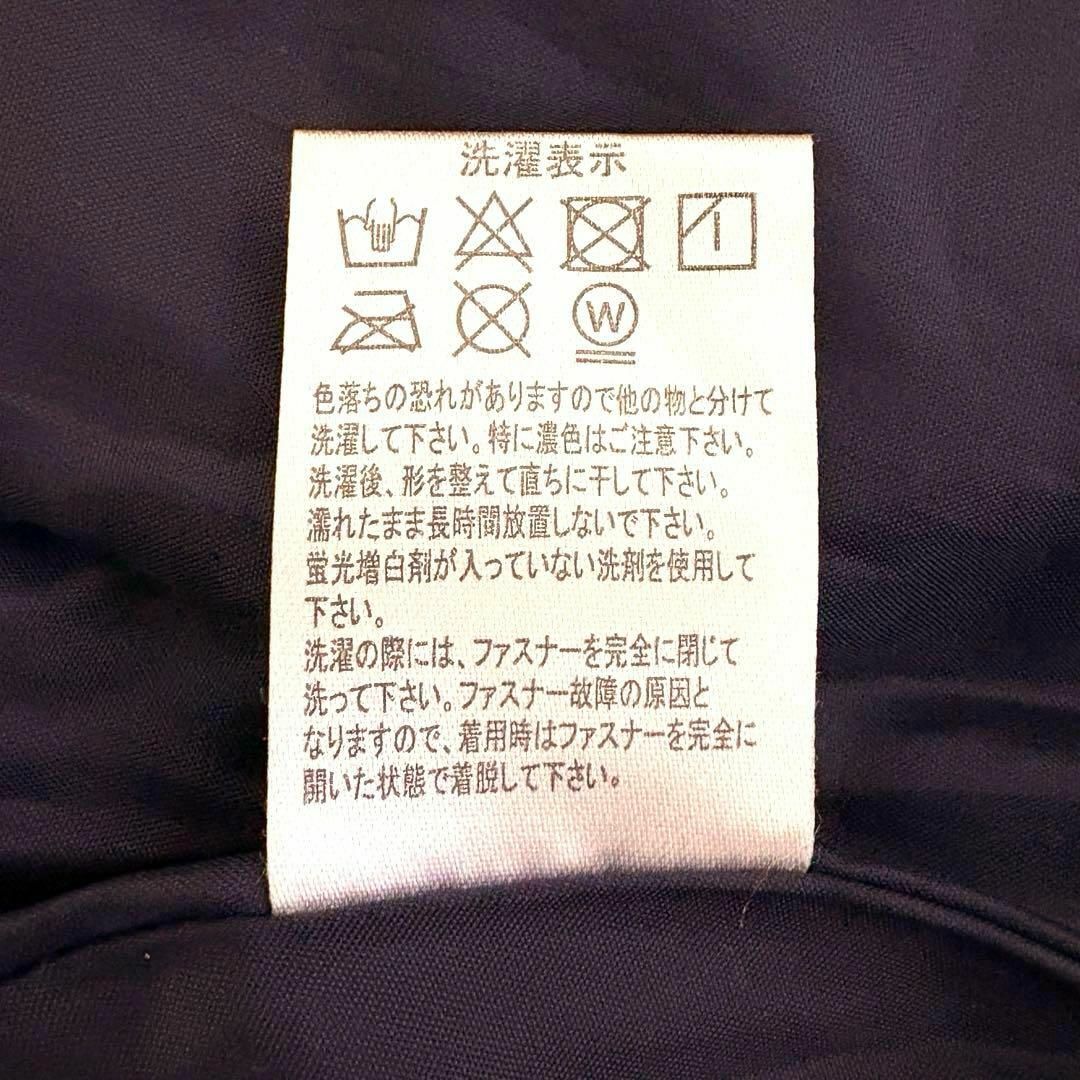 洗濯表示
W
色落ちの恐れがありますので他の物と分けて
洗濯して下さい。特に濃色はご注意下さい。
洗濯後、形を整えて直ちに干して下さい。
濡れたまま長時間放置しないで下さい。
蛍光増白剤が入っていない洗剤を使用して
下さい。
洗濯の際には、ファスナーを完全に閉じて
洗って下さい。ファスナー故障の原因と
なりますので、着用時はファスナーを完全に
開いた状態で着脱して下さい。